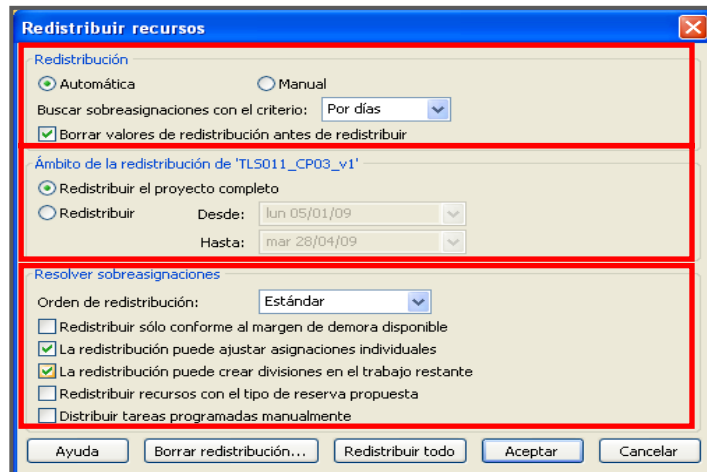 Redistribuir recursos
Redistribución
Automática Manual
Buscar sobreasignaciones con el criterio: Por días
Borrar valores de redistribución antes de redistribuir
Ámbito de la redistribución de 'TLS011_CP03_v1'
Redistribuir el proyecto completo
Redistribuir Desde: lun 05/01/09
Hasta: mar 28/04/09
Resolver sobreasignaciones
Orden de redistribución: Estándar
Redistribuir sólo conforme al margen de demora disponible
La redistribución puede ajustar asignaciones individuales
La redistribución puede crear divisiones en el trabajo restante
Redistribuir recursos con el tipo de reserva propuesta
Distribuir tareas programadas manualmente
Ayuda Borrar redistribución... Redistribuir todo Aceptar Cancelar